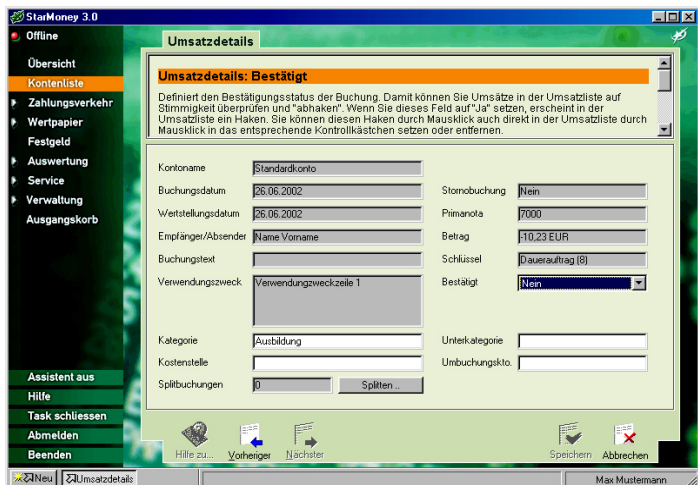 StarMoney 3.0
Offline
Übersicht
Kontenliste
Zahlungsverkehr
Wertpapier
Festgeld
Auswertung
Service
Verwaltung
Ausgangskorb
Assistent aus
Hilfe
Task schliessen
Abmelden
Beenden
Umsatzdetails
Umsatzdetails: Bestätigt
Definiert den Bestätigungsstatus der Buchung. Damit können Sie Umsätze in der Umsatzliste auf
Stimmigkeit überprüfen und "abhaken". Wenn Sie dieses Feld auf "Ja" setzen, erscheint in der
Umsatzliste ein Haken. Sie können diesen Haken durch Mausklick auch direkt in der Umsatzliste durch
Mausklick in das entsprechende Kontrollkästchen setzen oder entfernen.
Kontoname Standardkonto
Buchungsdatum 26.06.2002 Stornobuchung Nein
Wertstellungsdatum 26.06.2002 Primanota 7000
Empfänger/Absender Name Vorname Betrag -10,23 EUR
Buchungstext Schlüssel Dauerauftrag (8)
Verwendungszweck Verwendungzweckzeile 1 Bestätigt Nein
Kategorie Ausbildung Unterkategorie
Kostenstelle Umbuchungskto.
Splitbuchungen 0 Splitten ..
Hilfe zu... Vorheriger Nächster Speichern Abbrechen
Neu Umsatzdetails Max Mustermann